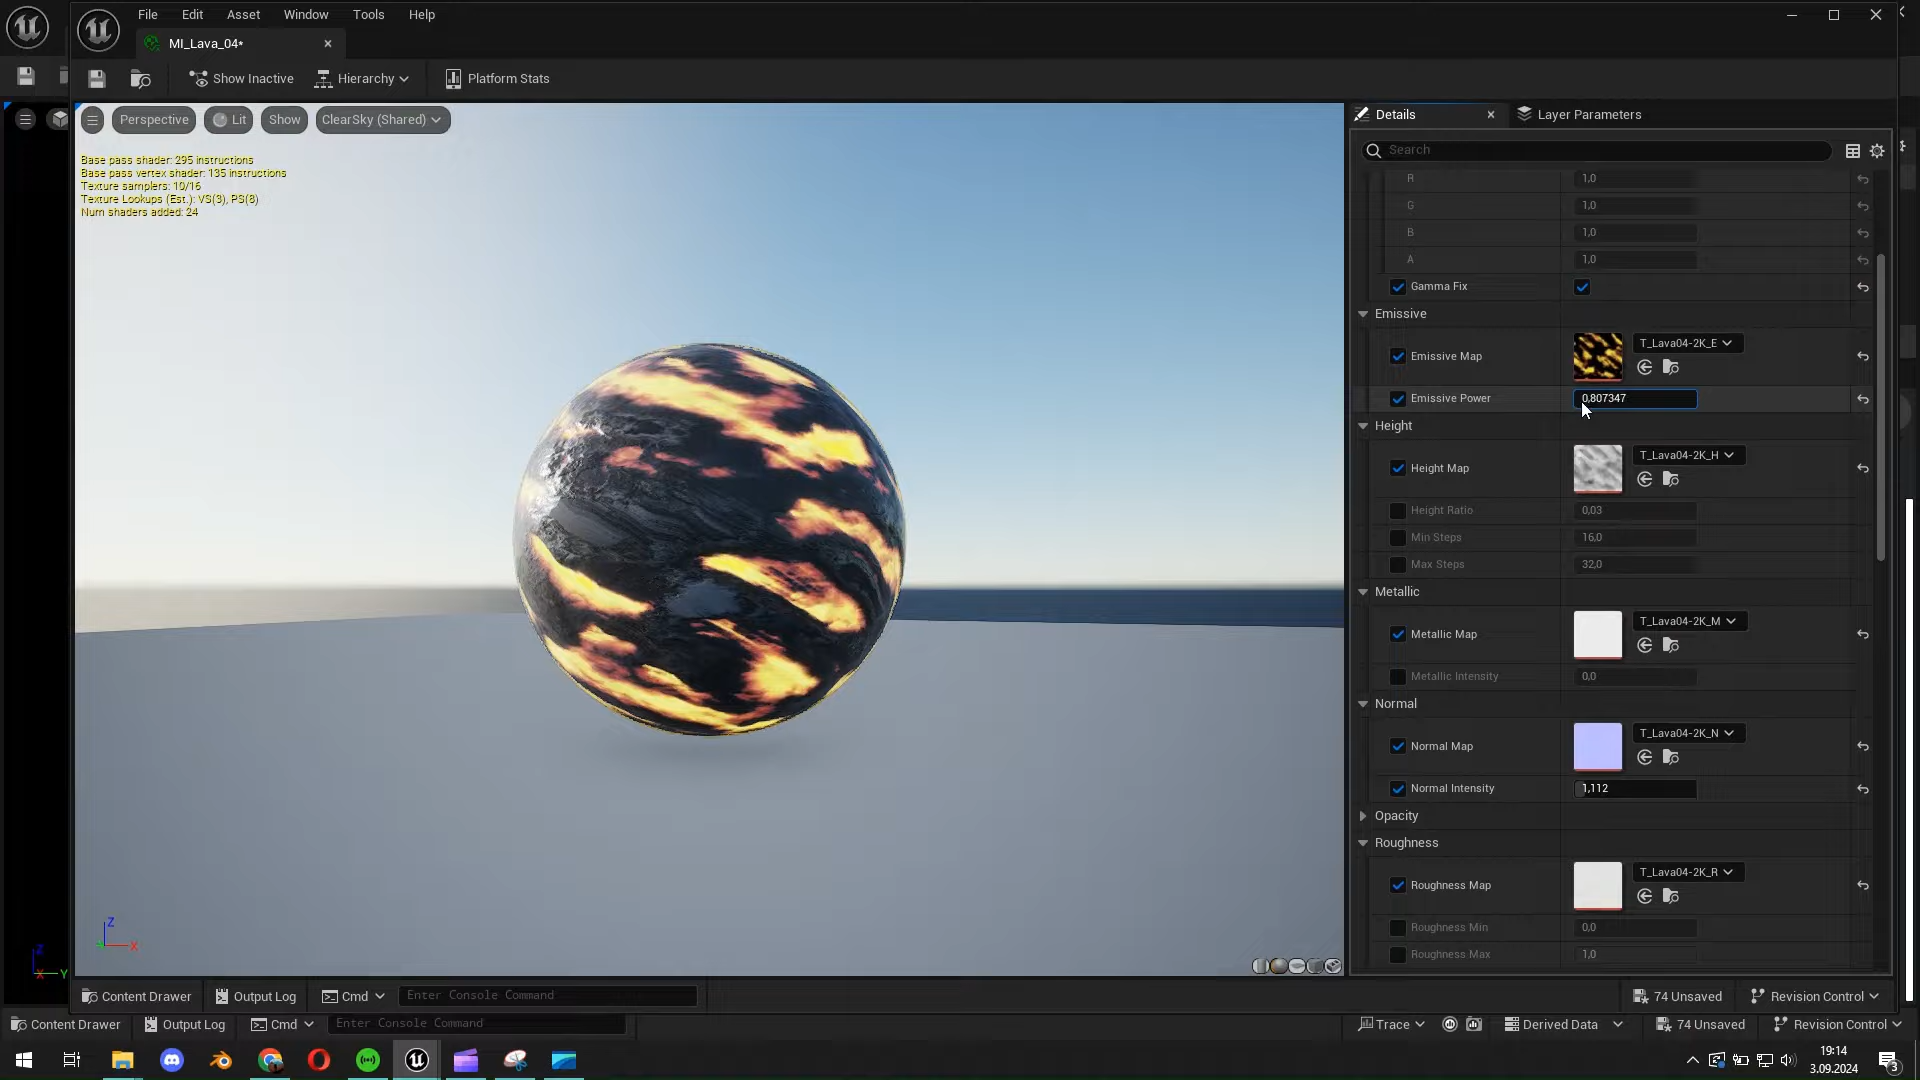 File Edit Asset Window Tools Help
MI_Lava_04*
Show Inactive Hierarchy Platform Stats
Perspective Lit Show ClearSky (Shared)
Base pass shader: 295 instructions
Base pass vertex shader: 135 instructions
Texture samplers: 10/16
Texture Lookups (Est.): VS(3), PS(8)
Num shaders added: 24
Details Layer Parameters
Search
R 1,0
G 1,0
B 1,0
A 1,0
Gamma Fix
Emissive
Emissive Map T_Lava04-2K_E
Emissive Power 0,807347
Height
Height Map T_Lava04-2K_H
Height Ratio 0,03
Min Steps 16,0
Max Steps 32,0
Metallic
Metallic Map T_Lava04-2K_M
Metallic Intensity 0,0
Normal
Normal Map T_Lava04-2K_N
Normal Intensity 1,112
Opacity
Roughness
Roughness Map T_Lava04-2K_R
Roughness Min 0,0
Roughness Max 1,0
Z
X
Z
X Y
Content Drawer Output Log Cmd Enter Console Command 74 Unsaved Revision Control
Content Drawer Output Log Cmd Enter Console Command Trace Derived Data 74 Unsaved Revision Control
19:14
3.09.2024
3